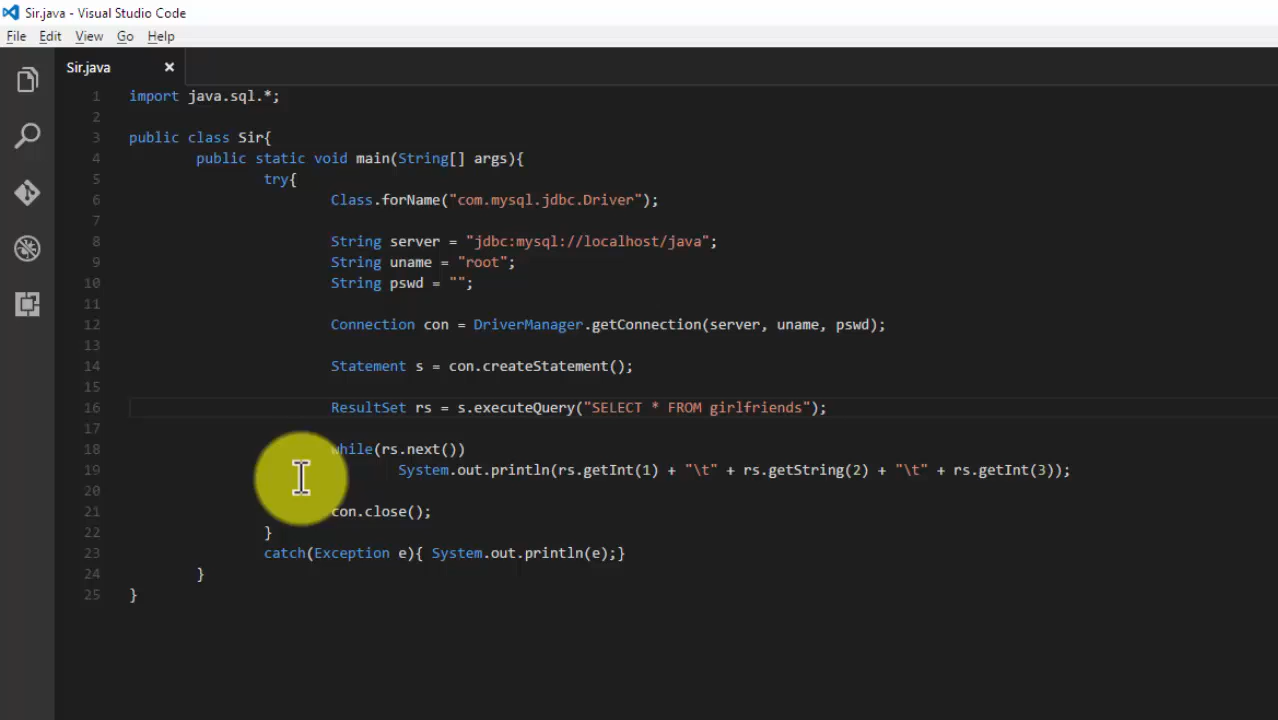 Sir.java - Visual Studio Code
File Edit View Go Help
Sir.java ×
1 import java.sql.*;
2
3 public class Sir{
4 public static void main(String[] args){
5 try{
6 Class.forName("com.mysql.jdbc.Driver");
7
8 String server = "jdbc:mysql://localhost/java";
9 String uname = "root";
10 String pswd = "";
11
12 Connection con = DriverManager.getConnection(server, uname, pswd);
13
14 Statement s = con.createStatement();
15
16 ResultSet rs = s.executeQuery("SELECT * FROM girlfriends");
17
18 while(rs.next())
19 System.out.println(rs.getInt(1) + "\t" + rs.getString(2) + "\t" + rs.getInt(3));
20
21 con.close();
22 }
23 catch(Exception e){ System.out.println(e);}
24 }
25 }